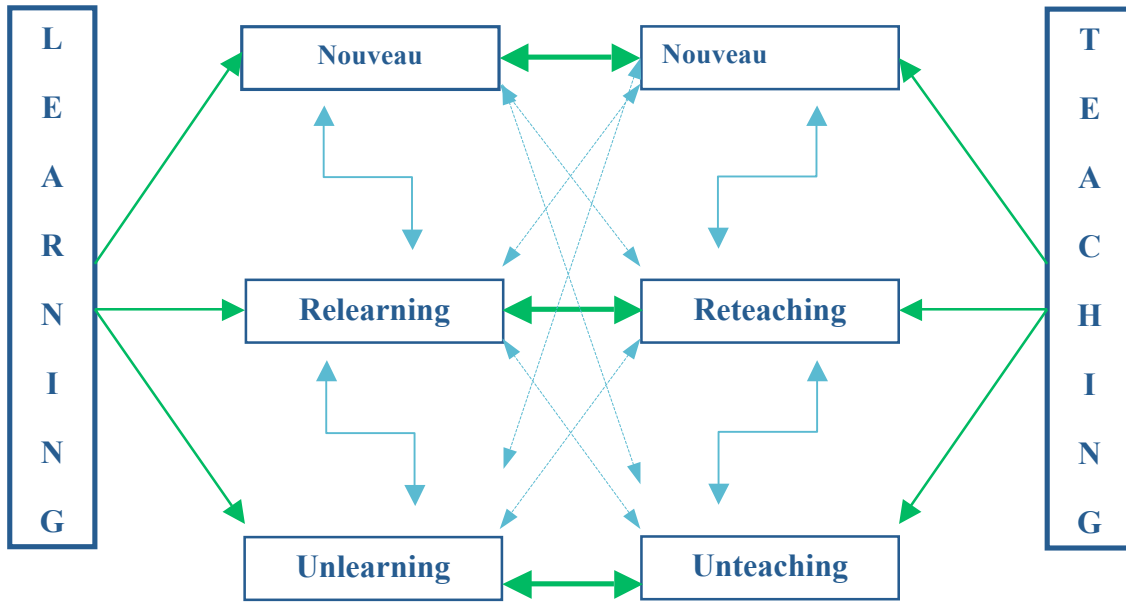 L
E
A
R
N
I
N
G
Nouveau
Nouveau
Relearning
Reteaching
Unlearning
Unteaching
T
E
A
C
H
I
N
G